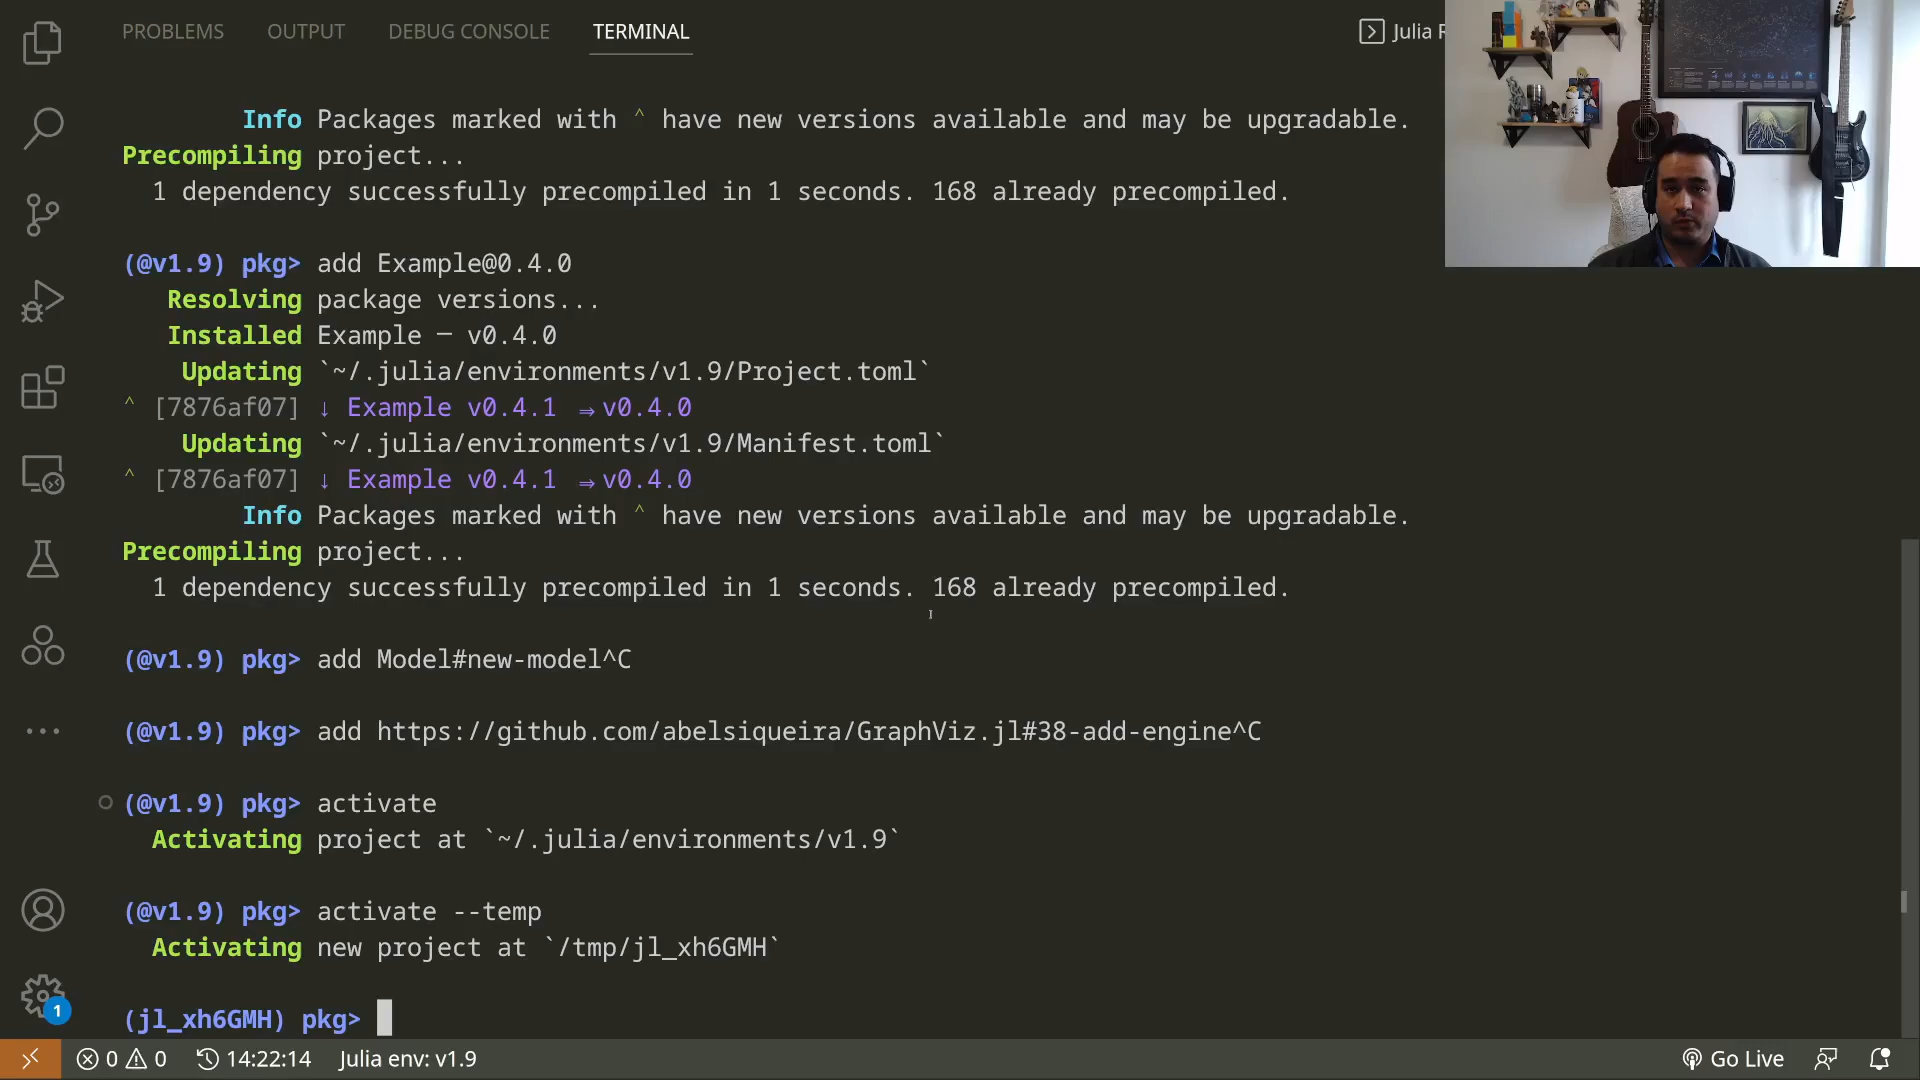 PROBLEMS OUTPUT DEBUG CONSOLE TERMINAL Julia R
Info Packages marked with ^ have new versions available and may be upgradable.
Precompiling project...
1 dependency successfully precompiled in 1 seconds. 168 already precompiled.
(@v1.9) pkg> add Example@0.4.0
Resolving package versions...
Installed Example ─ v0.4.0
Updating `~/.julia/environments/v1.9/Project.toml`
^ [7876af07] ↓ Example v0.4.1 ⇒ v0.4.0
Updating `~/.julia/environments/v1.9/Manifest.toml`
^ [7876af07] ↓ Example v0.4.1 ⇒ v0.4.0
Info Packages marked with ^ have new versions available and may be upgradable.
Precompiling project...
1 dependency successfully precompiled in 1 seconds. 168 already precompiled.
(@v1.9) pkg> add Model#new-model^C
(@v1.9) pkg> add https://github.com/abelsiqueira/GraphViz.jl#38-add-engine^C
(@v1.9) pkg> activate
Activating project at `~/.julia/environments/v1.9`
(@v1.9) pkg> activate --temp
Activating new project at `/tmp/jl_xh6GMH`
1
(jl_xh6GMH) pkg>
0 0 14:22:14 Julia env: v1.9 Go Live